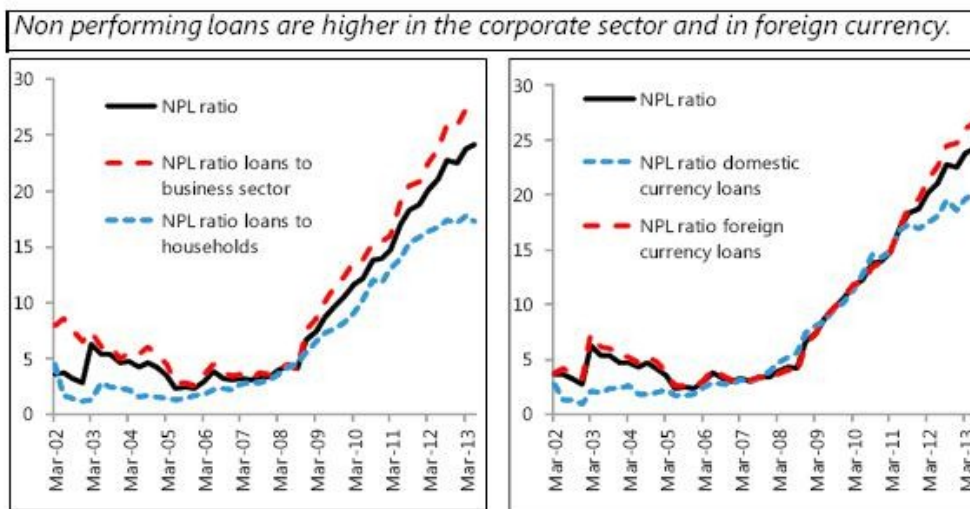 Non performing loans are higher in the corporate sector and in foreign currency.
30
25
20
15
10
5
0
NPL ratio
NPL ratio loans to
business sector
NPL ratio loans to
households
Mar-02
Mar-03
Mar-04
Mar-05
Mar-06
Mar-07
Mar-08
Mar-09
Mar-10
Mar-11
Mar-12
Mar-13
30
25
20
15
10
5
0
NPL ratio
NPL ratio domestic
currency loans
NPL ratio foreign
currency loans
Mar-02
Mar-03
Mar-04
Mar-05
Mar-06
Mar-07
Mar-08
Mar-09
Mar-10
Mar-11
Mar-12
Mar-13